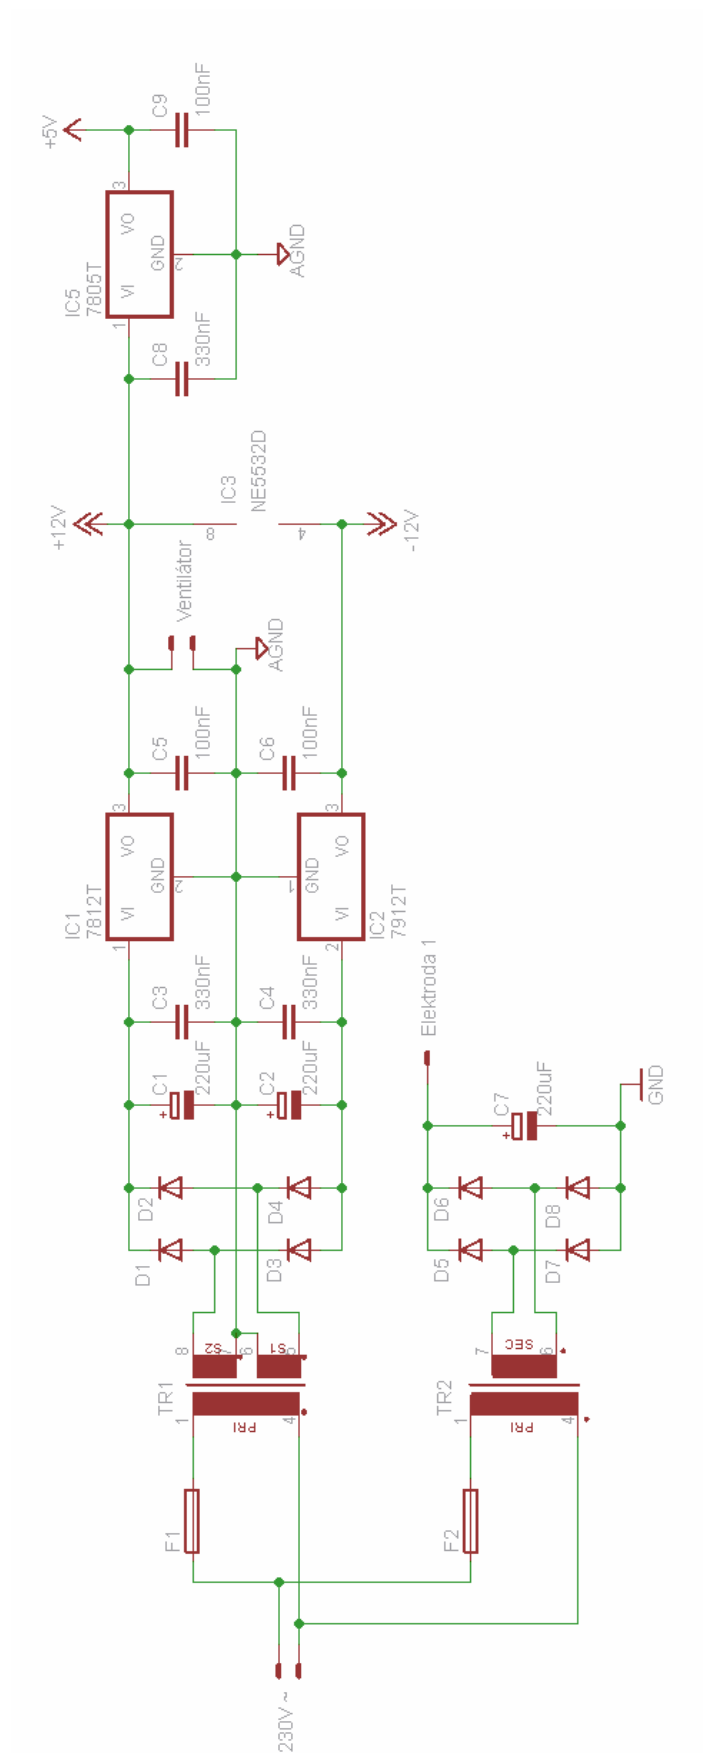 +5V
C9
100nF
3
VO
GND
2
VI
1
IC5
7805T
AGND
C8
330nF
+12V
IC3
NE5532D
8
4
-12V
Ventilátor
AGND
C5
100nF
C6
100nF
3
VO
GND
2
VI
1
IC1
7812T
3
VO
GND
1
VI
2
IC2
7912T
C3
330nF
C4
330nF
C1
+
220uF
C2
+
220uF
Elektroda 1
C7
+
220uF
GND
D2
D4
D1
D3
D6
D8
D5
D7
8
S2
7
6
S1
5
TR1
1
PRI
4
7
SEC
6
TR2
1
PRI
4
F1
F2
230V ~